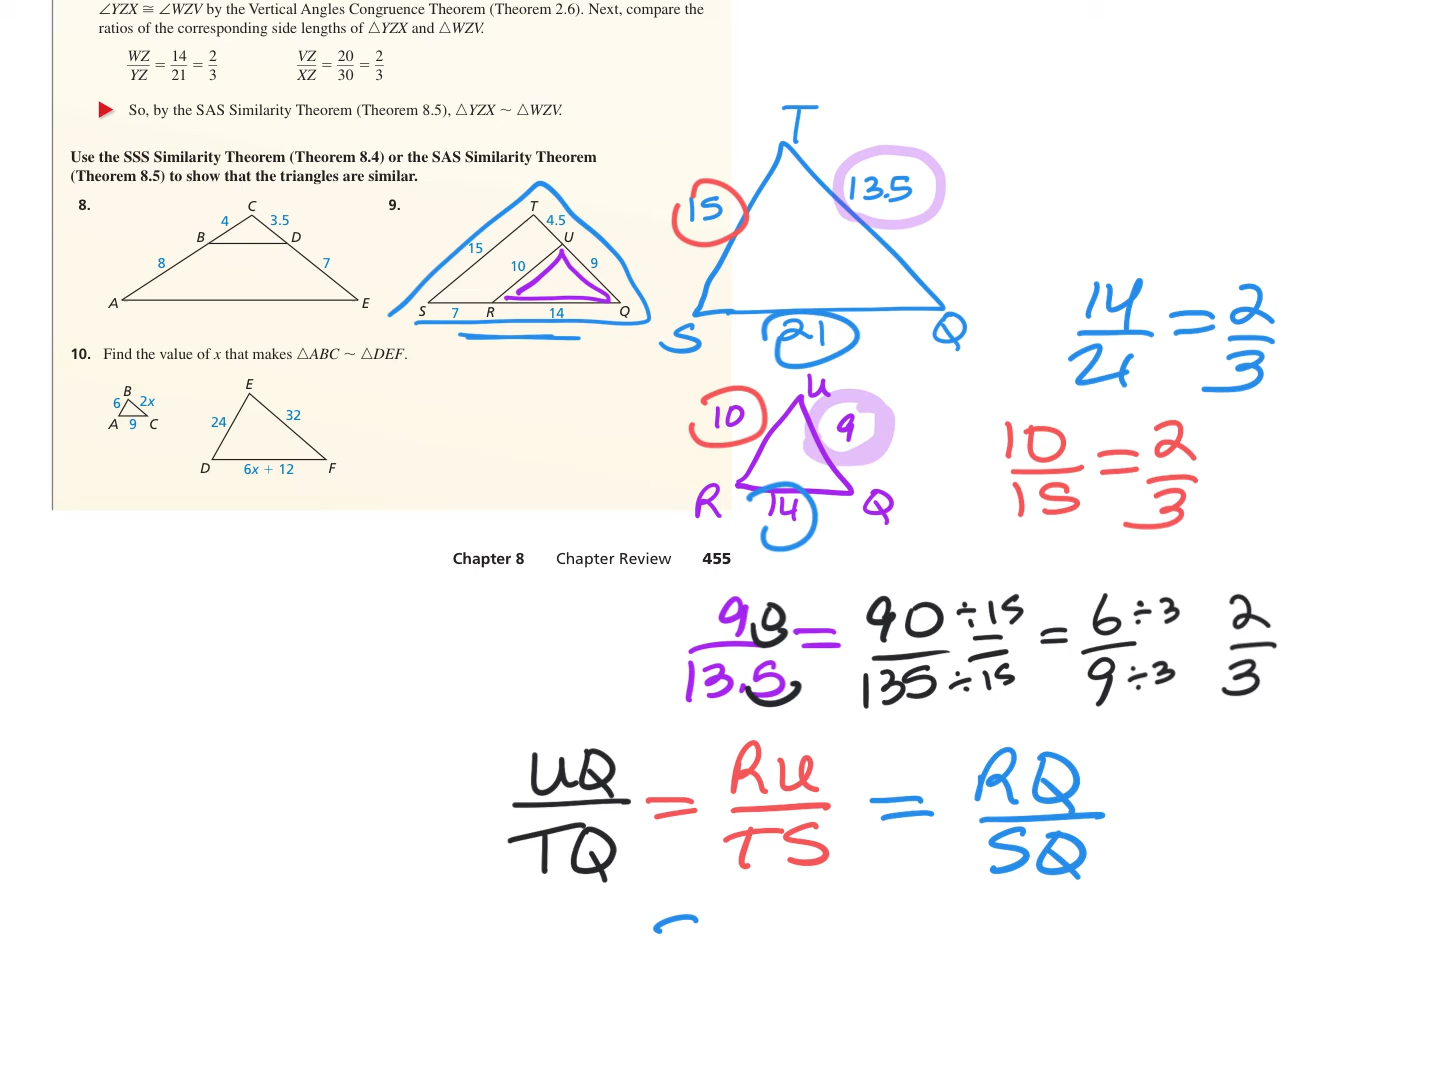 ∠YZX ≅ ∠WZV by the Vertical Angles Congruence Theorem (Theorem 2.6). Next, compare the
ratios of the corresponding side lengths of △YZX and △WZV.
WZ/YZ = 14/21 = 2/3    VZ/XZ = 20/30 = 2/3
So, by the SAS Similarity Theorem (Theorem 8.5), △YZX ~ △WZV.
Use the SSS Similarity Theorem (Theorem 8.4) or the SAS Similarity Theorem
(Theorem 8.5) to show that the triangles are similar.
8.
C
4 3.5
B D
8 7
A E
9.
T
4.5
U
15
10 9
S 7 R 14 Q
10. Find the value of x that makes △ABC ~ △DEF.
B
6 2x
A 9 C
E
24 32
D 6x + 12 F
Chapter 8 Chapter Review 455
T
15 13.5
S 21 Q
U
10 9
R 14 Q
14/21 = 2/3
10/15 = 2/3
90/13.5 = 90/135 ÷15/÷15 = 6/9 ÷3/÷3 2/3
UQ/TQ = RU/TS = RQ/SQ